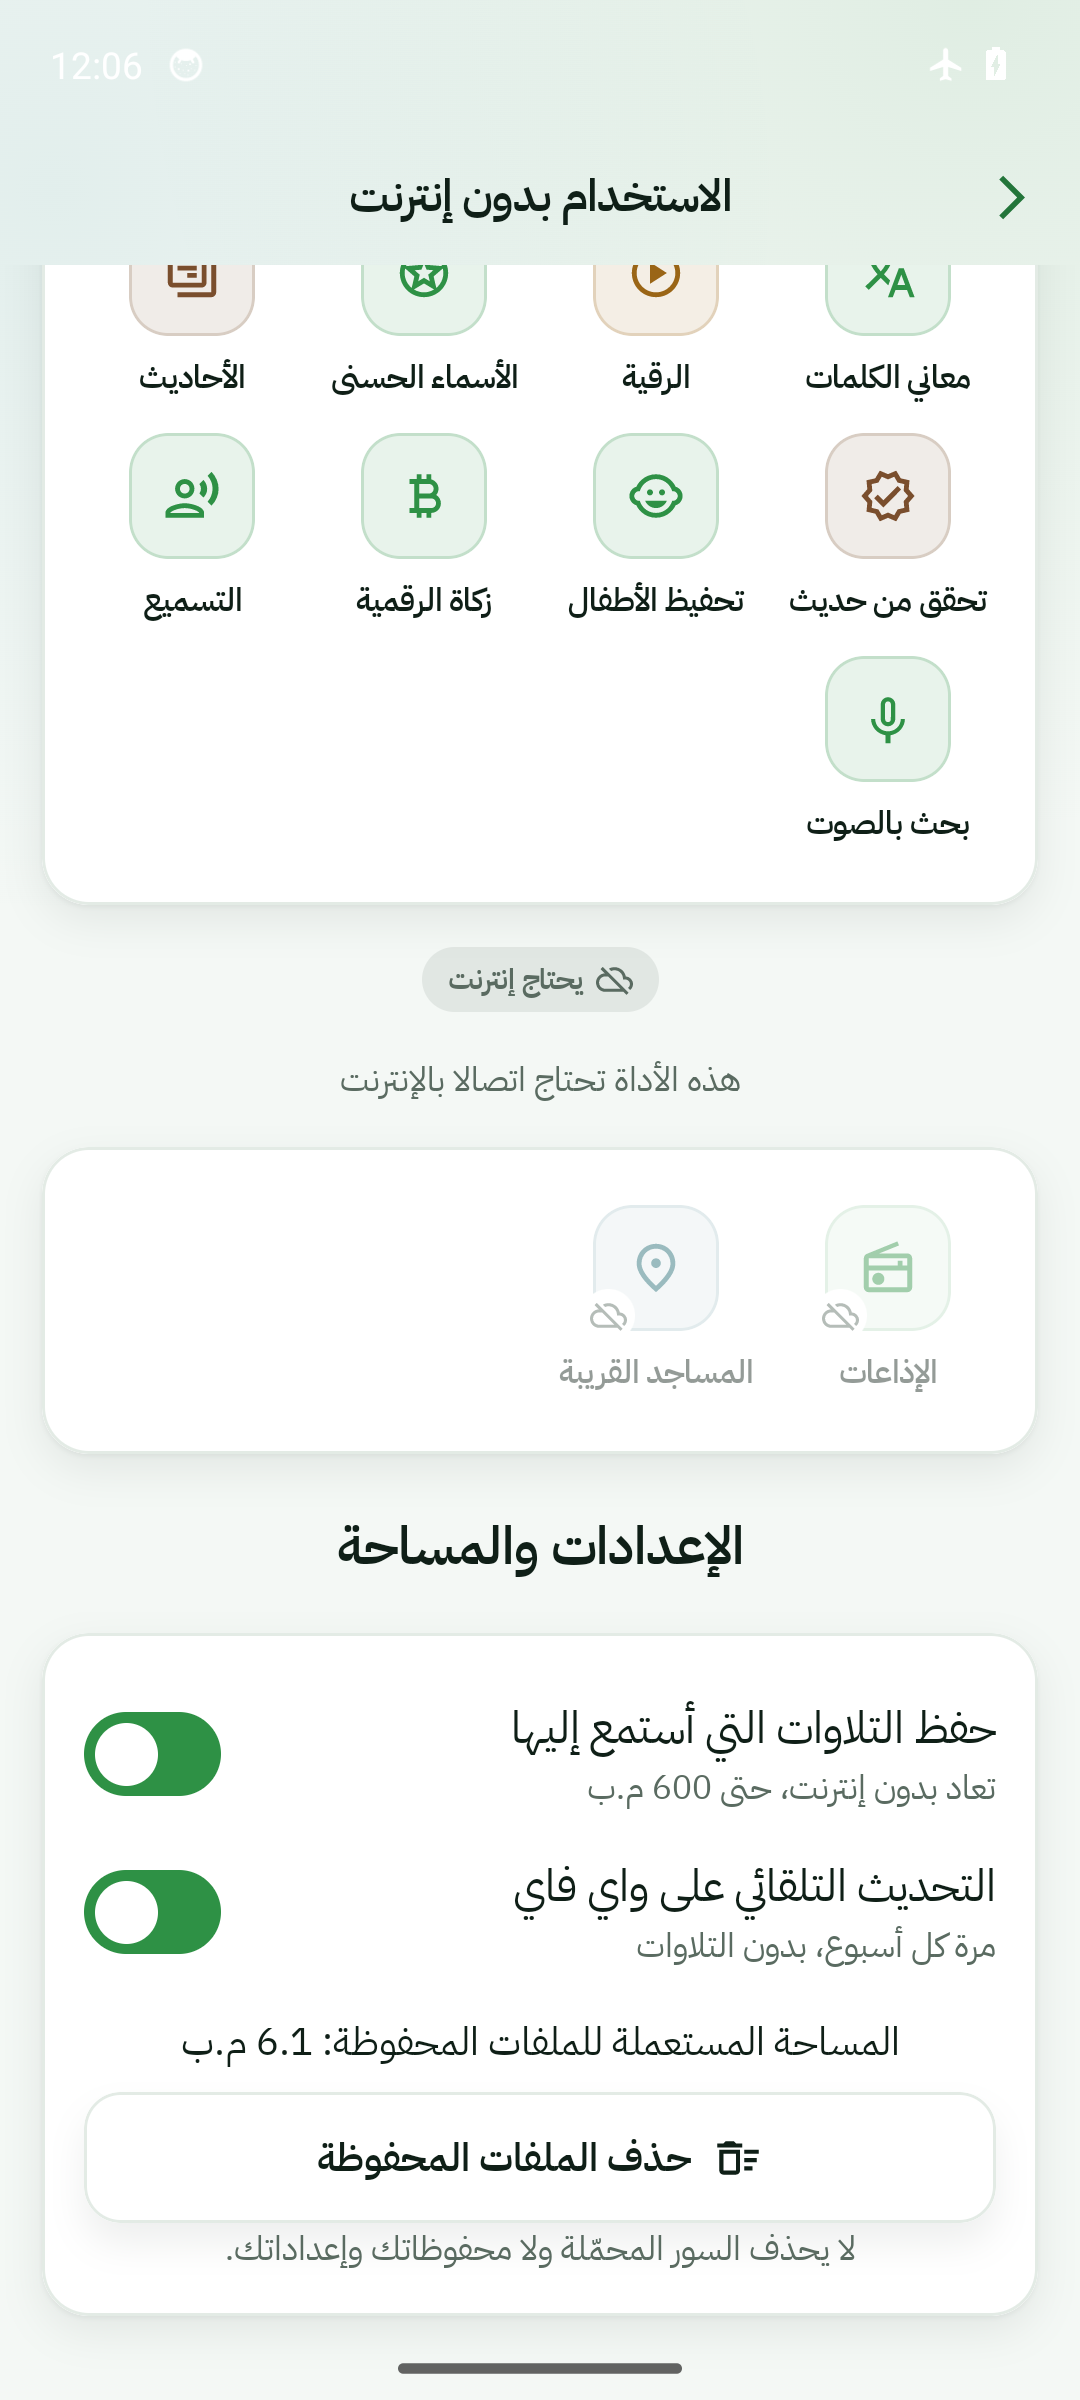 12:06
الاستخدام بدون إنترنت
معاني الكلمات
الرقية
الأسماء الحسنى
الأحاديث
تحقق من حديث
تحفيظ الأطفال
زكاة الرقمية
التسميع
بحث بالصوت
يحتاج إنترنت
هذه الأداة تحتاج اتصالا بالإنترنت
الإذاعات
المساجد القريبة
الإعدادات والمساحة
حفظ التلاوات التي أستمع إليها
تعاد بدون إنترنت، حتى 600 م.ب
التحديث التلقائي على واي فاي
مرة كل أسبوع، بدون التلاوات
المساحة المستعملة للملفات المحفوظة: 6.1 م.ب
حذف الملفات المحفوظة
لا يحذف السور المحمّلة ولا محفوظاتك وإعداداتك.